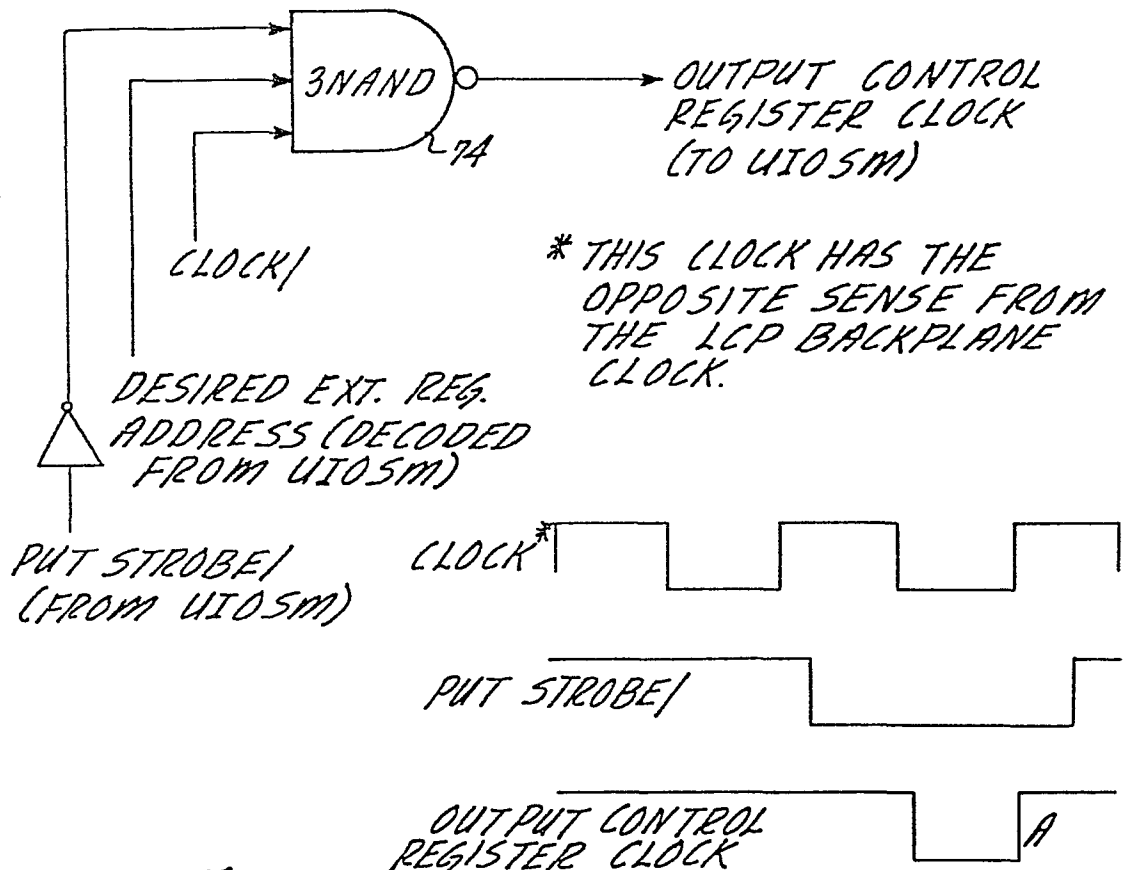 3NAND
74
OUTPUT CONTROL
REGISTER CLOCK
(TO UIOSM)
CLOCK/
* THIS CLOCK HAS THE
OPPOSITE SENSE FROM
THE LCP BACKPLANE
CLOCK.
DESIRED EXT. REG.
ADDRESS (DECODED
FROM UIOSM)
PUT STROBE/
(FROM UIOSM)
CLOCK*
PUT STROBE/
OUTPUT CONTROL
REGISTER CLOCK
A